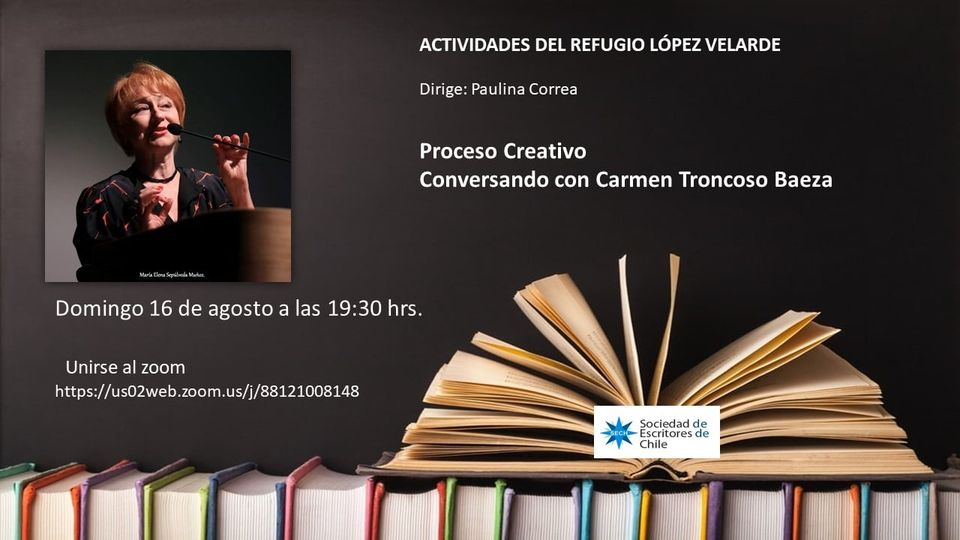 ACTIVIDADES DEL REFUGIO LÓPEZ VELARDE
Dirige: Paulina Correa
Proceso Creativo
Conversando con Carmen Troncoso Baeza
María Elena Sepúlveda Muñoz.
Domingo 16 de agosto a las 19:30 hrs.
Unirse al zoom
https://us02web.zoom.us/j/88121008148
SECH
Sociedad de
Escritores de
Chile